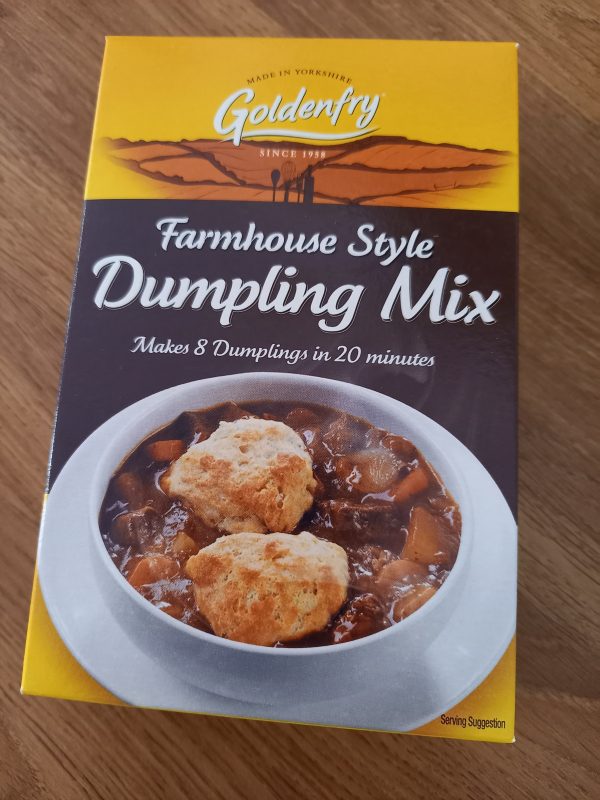 MADE IN YORKSHIRE
Goldenfry
SINCE 1958
Farmhouse Style
Dumpling Mix
Makes 8 Dumplings in 20 minutes
Serving Suggestion